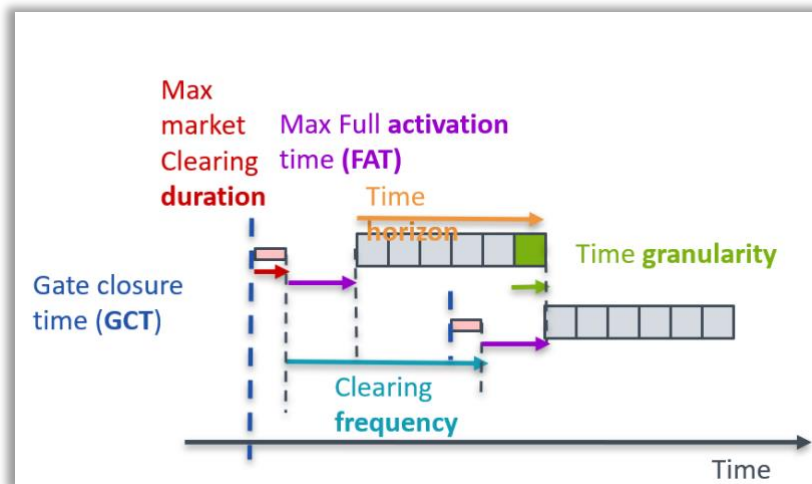 Max
market
Clearing
duration
Max Full activation
time (FAT)
Time
horizon
Time granularity
Gate closure
time (GCT)
Clearing
frequency
Time